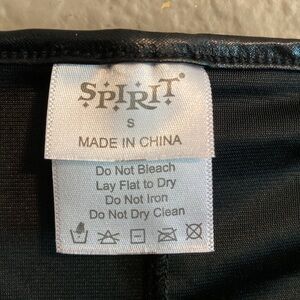 SPIRIT
S
MADE IN CHINA
Do Not Bleach
Lay Flat to Dry
Do Not Iron
Do Not Dry Clean